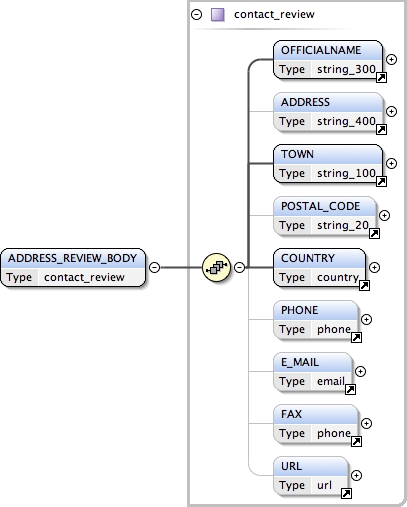 contact_review
OFFICIALNAME
Type string_300
ADDRESS
Type string_400
TOWN
Type string_100
POSTAL_CODE
Type string_20
ADDRESS_REVIEW_BODY
Type contact_review
COUNTRY
Type country
PHONE
Type phone
E_MAIL
Type email
FAX
Type phone
URL
Type url